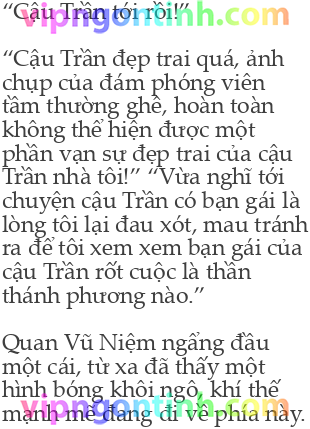 “Cậu Trần tới rồi!”
vipngontinh.com
“Cậu Trần đẹp trai quá, ảnh
chụp của đám phóng viên
tầm thường ghê, hoàn toàn
không thể hiện được một
phần vạn sự đẹp trai của cậu
Trần nhà tôi!” “Vừa nghĩ tới
chuyện cậu Trần có bạn gái là
lòng tôi lại đau xót, mau tránh
ra để tôi xem xem bạn gái của
cậu Trần rốt cuộc là thần
thánh phương nào.”
Quan Vũ Niệm ngẩng đầu
một cái, từ xa đã thấy một
hình bóng khôi ngô, khí thế
mạnh mẽ đang đi về phía này.
vipngontinh.com